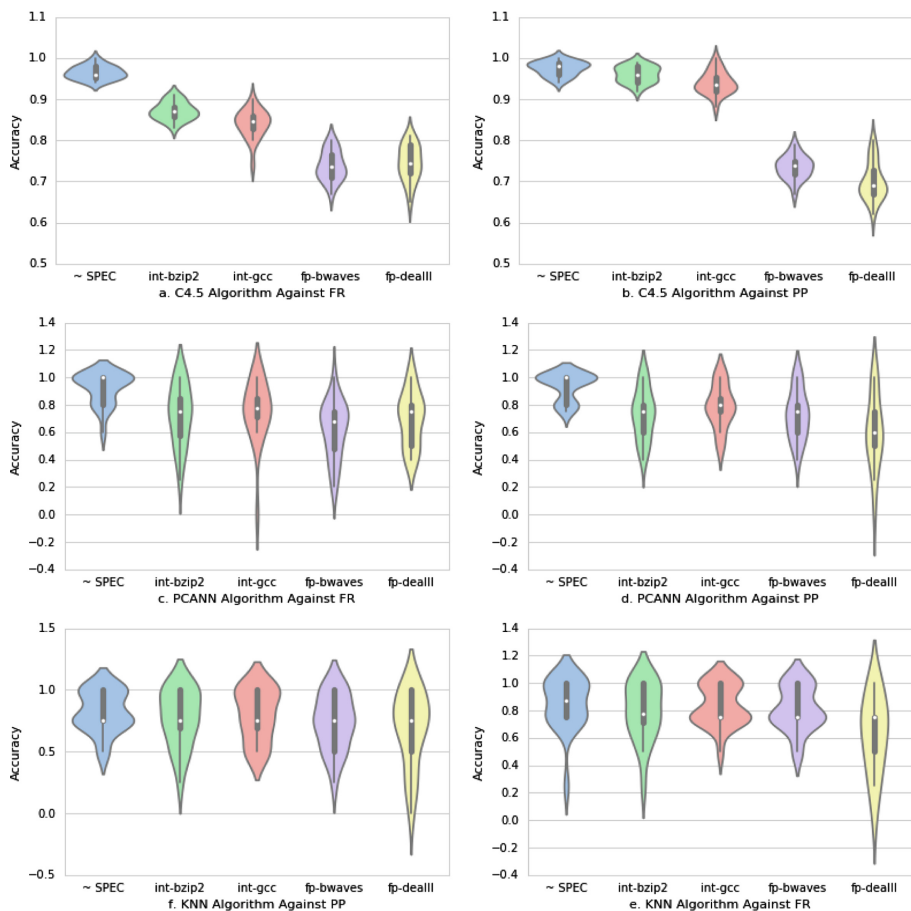 1.1
1.0
0.9
0.8
0.7
0.6
0.5
Accuracy
~ SPEC int-bzip2 int-gcc fp-bwaves fp-dealII
a. C4.5 Algorithm Against FR
1.1
1.0
0.9
0.8
0.7
0.6
0.5
Accuracy
~ SPEC int-bzip2 int-gcc fp-bwaves fp-dealII
b. C4.5 Algorithm Against PP
1.4
1.2
1.0
0.8
0.6
0.4
0.2
0.0
−0.2
−0.4
Accuracy
~ SPEC int-bzip2 int-gcc fp-bwaves fp-dealII
c. PCANN Algorithm Against FR
1.4
1.2
1.0
0.8
0.6
0.4
0.2
0.0
−0.2
−0.4
Accuracy
~ SPEC int-bzip2 int-gcc fp-bwaves fp-dealII
d. PCANN Algorithm Against PP
1.5
1.0
0.5
0.0
−0.5
Accuracy
~ SPEC int-bzip2 int-gcc fp-bwaves fp-dealII
f. KNN Algorithm Against PP
1.4
1.2
1.0
0.8
0.6
0.4
0.2
0.0
−0.2
−0.4
Accuracy
~ SPEC int-bzip2 int-gcc fp-bwaves fp-dealII
e. KNN Algorithm Against FR